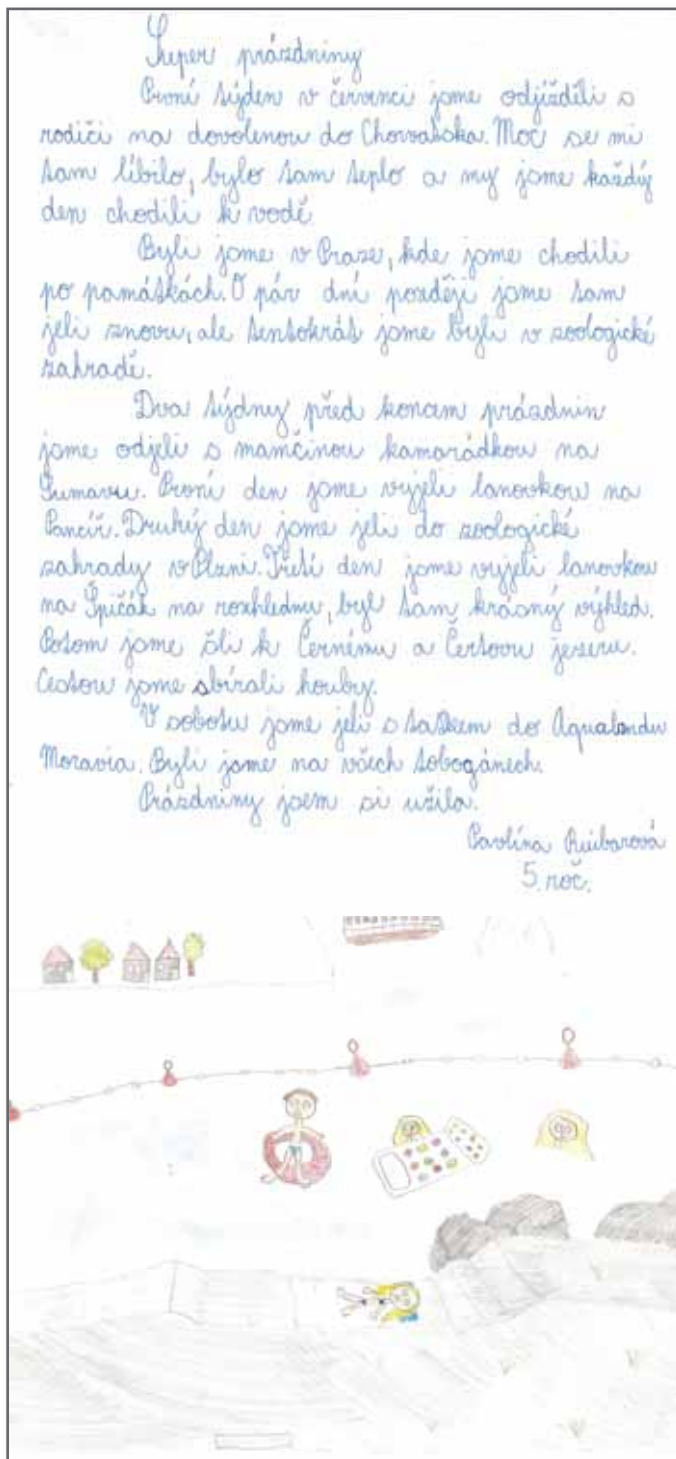 Super prázdniny
První týden v červenci jsme odjížděli s
rodiči na dovolenou do Chorvatska. Moc se mi
tam líbilo, bylo tam teplo a my jsme každý
den chodili k vodě.
Byli jsme v Praze, kde jsme chodili
po památkách. O pár dní později jsme tam
jeli znovu, ale tentokrát jsme byli v zoologické
zahradě.
Dva týdny před koncem prázdnin
jsme odjeli s mamčinou kamarádkou na
Šumavu. První den jsme vyjeli lanovkou na
Pancíř. Druhý den jsme jeli do zoologické
zahrady v Plzni. Třetí den jsme vyjeli lanovkou
na Špičák na rozhlednu, byl tam krásný výhled.
Potom jsme šli k Černému a Čertovu jezeru.
Cestou jsme sbírali houby.
V sobotu jsme jeli s taťkem do Aqualandu
Moravia. Byli jsme na všech tobogánech.
Prázdniny jsem si užila.
Pavlína
5. roč.